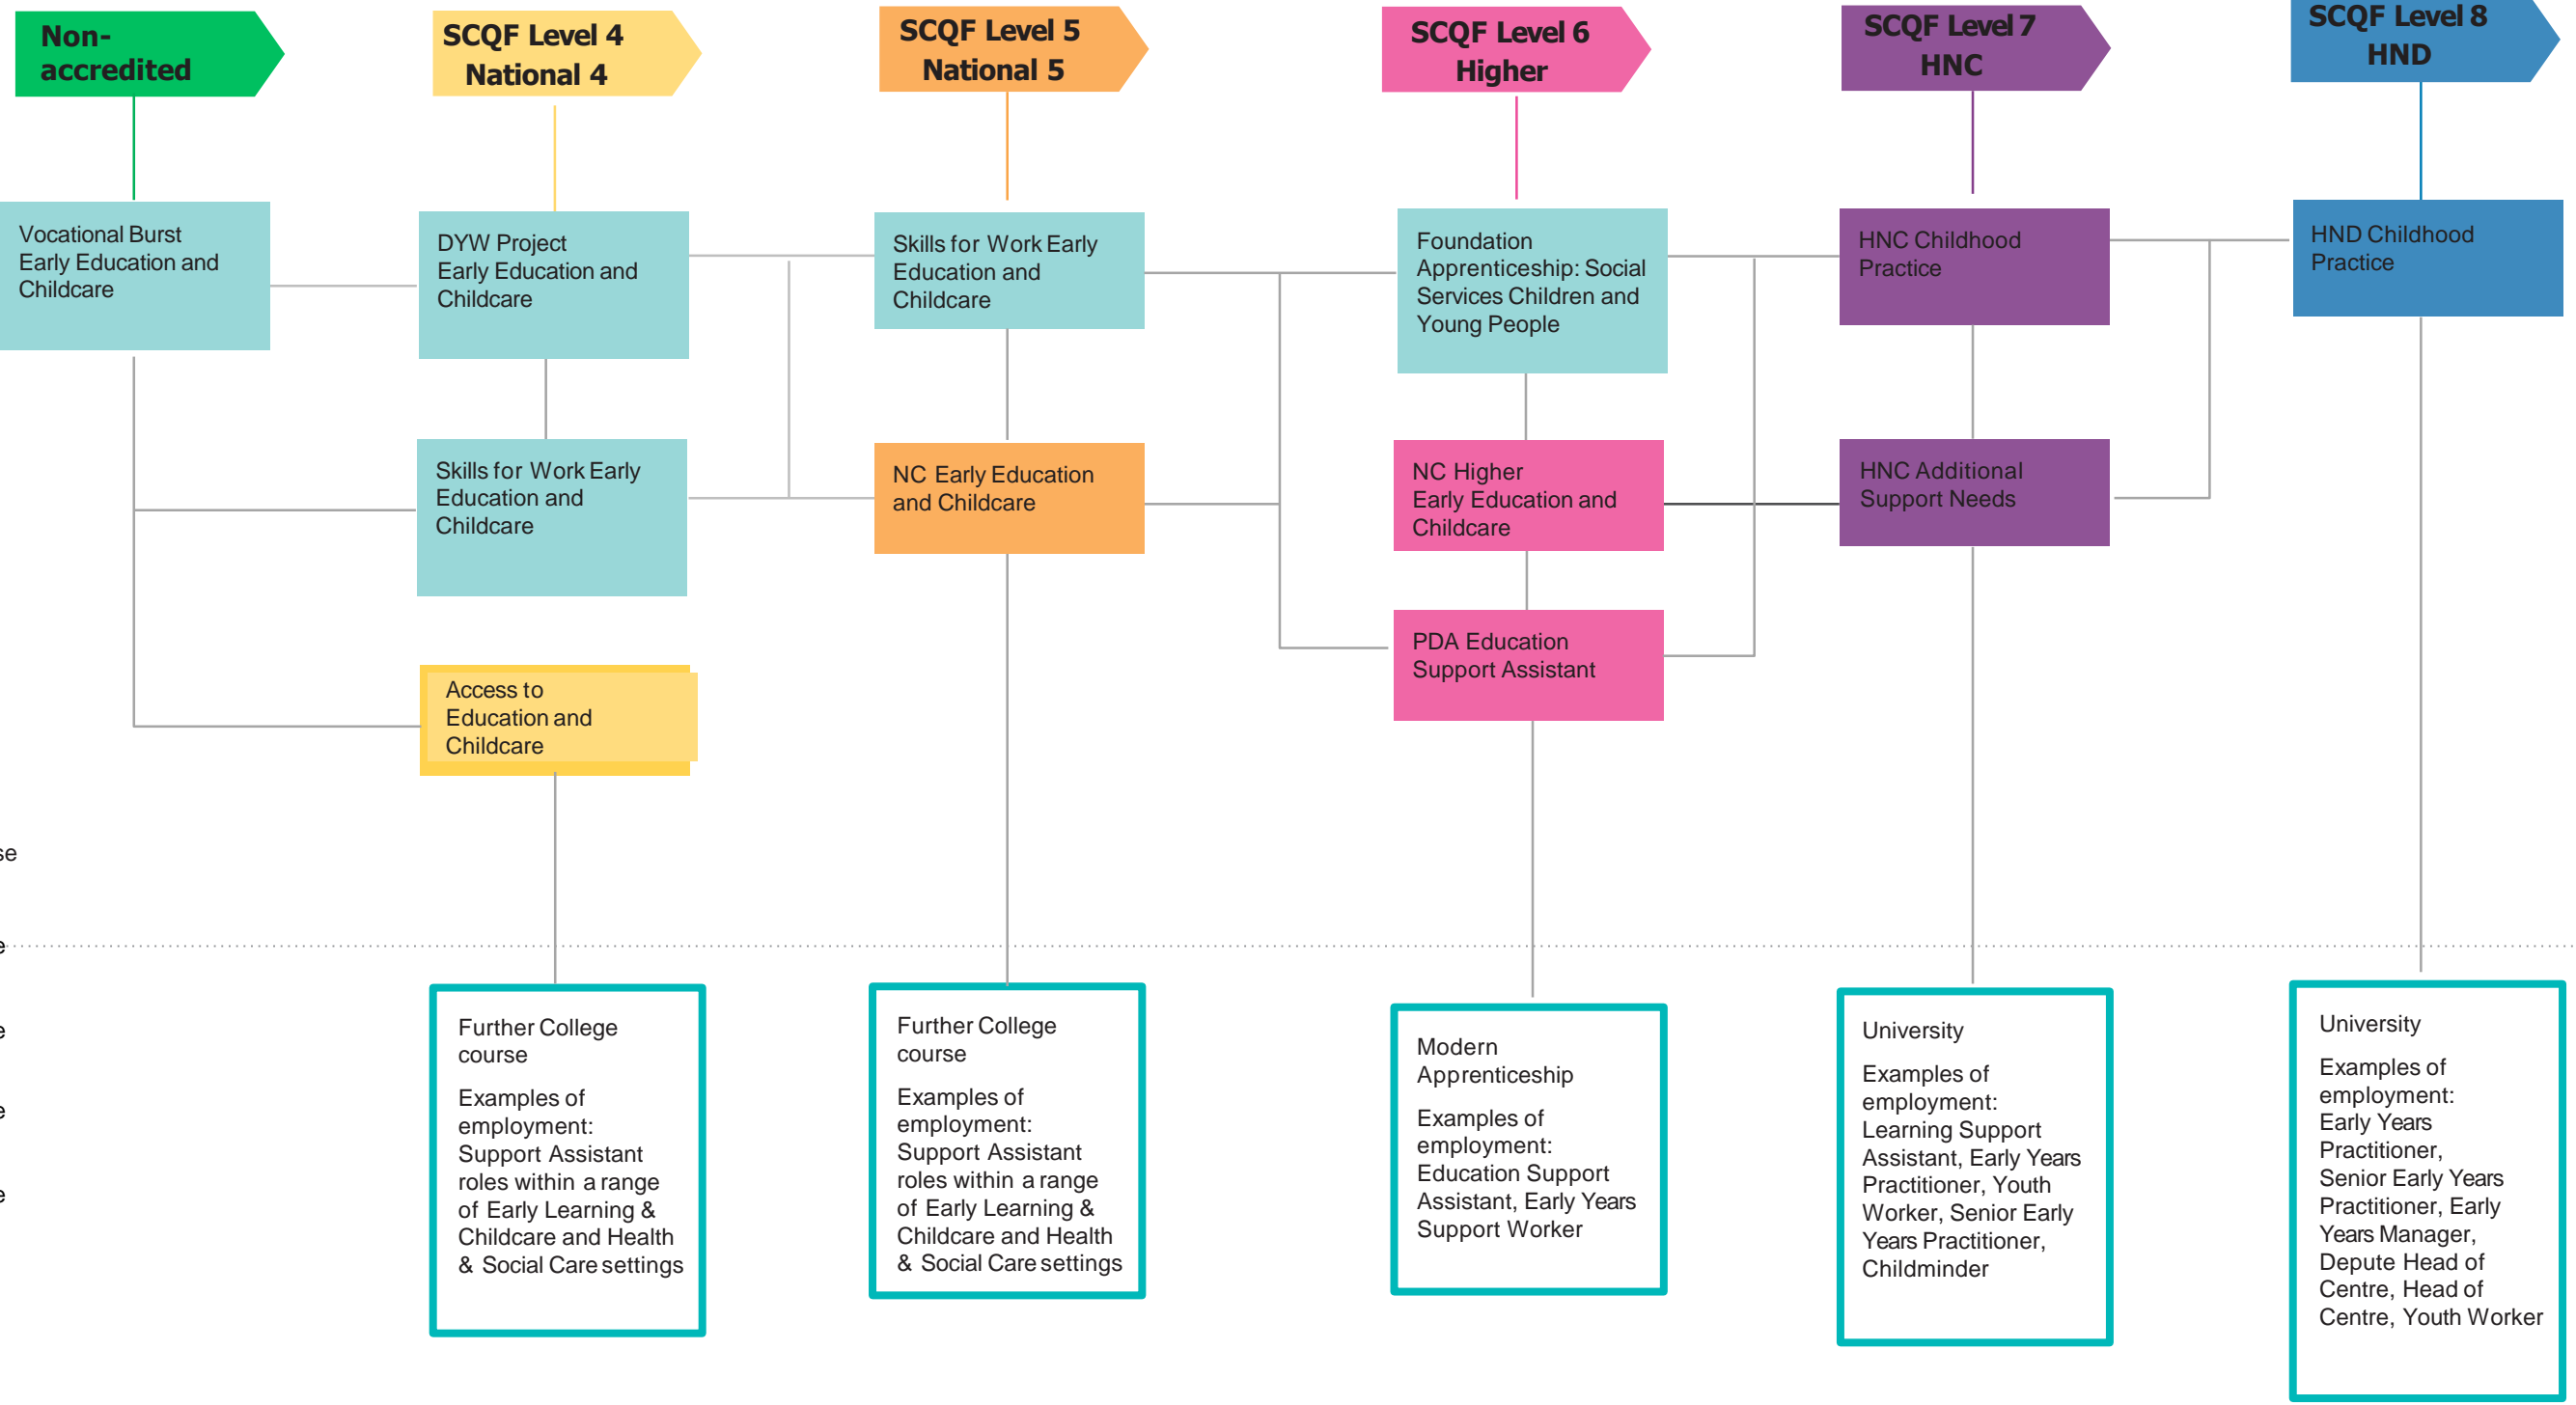 Non-
accredited
SCQF Level 4
National 4
SCQF Level 5
National 5
SCQF Level 6
Higher
SCQF Level 7
HNC
SCQF Level 8
HND
Vocational Burst
Early Education and
Childcare
DYW Project
Early Education and
Childcare
Skills for Work Early
Education and
Childcare
Foundation
Apprenticeship: Social
Services Children and
Young People
HNC Childhood
Practice
HND Childhood
Practice
Skills for Work Early
Education and
Childcare
NC Early Education
and Childcare
NC Higher
Early Education and
Childcare
HNC Additional
Support Needs
PDA Education
Support Assistant
Access to
Education and
Childcare
se
e
e
e
e
Further College
course
Examples of
employment:
Support Assistant
roles within a range
of Early Learning &
Childcare and Health
& Social Care settings
Further College
course
Examples of
employment:
Support Assistant
roles within a range
of Early Learning &
Childcare and Health
& Social Care settings
Modern
Apprenticeship
Examples of
employment:
Education Support
Assistant, Early Years
Support Worker
University
Examples of
employment:
Learning Support
Assistant, Early Years
Practitioner, Youth
Worker, Senior Early
Years Practitioner,
Childminder
University
Examples of
employment:
Early Years
Practitioner,
Senior Early Years
Practitioner, Early
Years Manager,
Depute Head of
Centre, Head of
Centre, Youth Worker